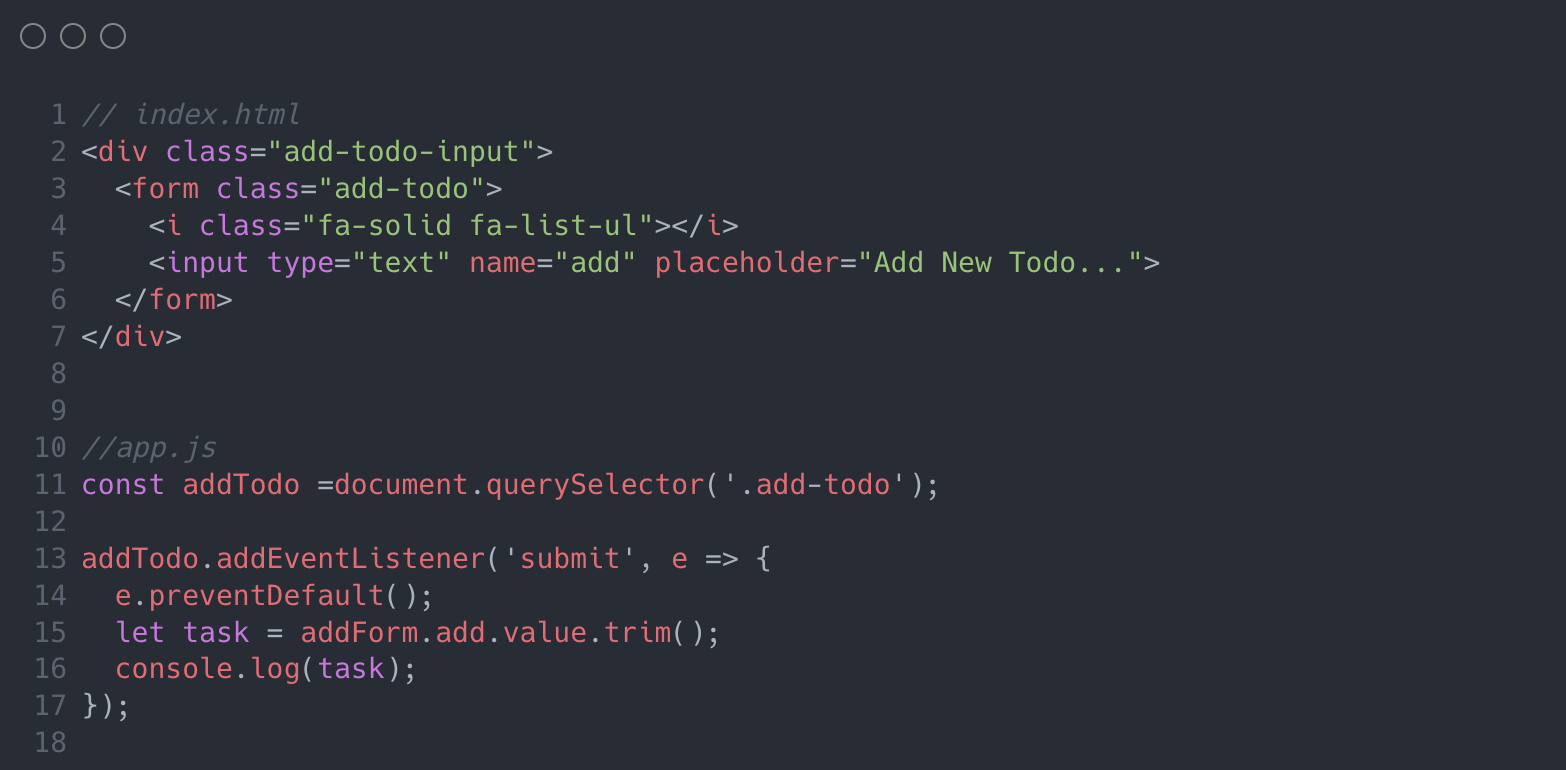 1 // index.html
2 <div class="add-todo-input">
3   <form class="add-todo">
4     <i class="fa-solid fa-list-ul"></i>
5     <input type="text" name="add" placeholder="Add New Todo...">
6   </form>
7 </div>
8
9
10 //app.js
11 const addTodo =document.querySelector('.add-todo');
12
13 addTodo.addEventListener('submit', e => {
14   e.preventDefault();
15   let task = addForm.add.value.trim();
16   console.log(task);
17 });
18